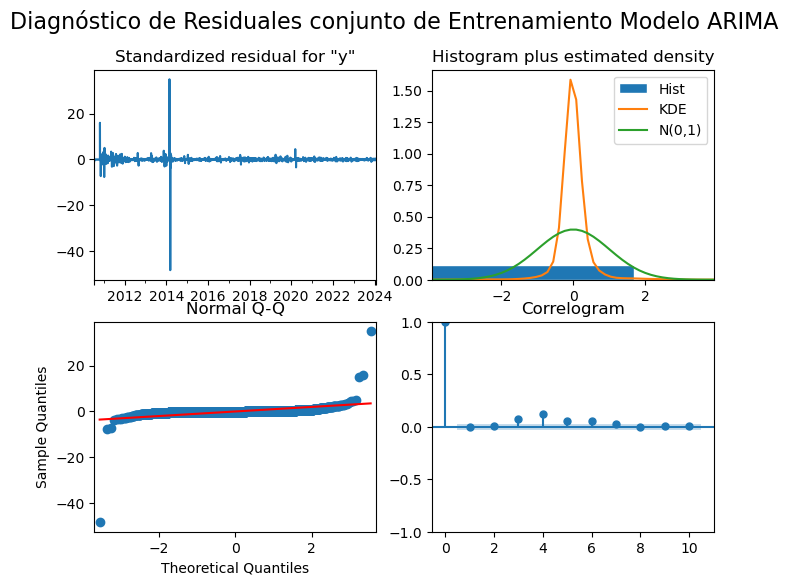 Diagnóstico de Residuales conjunto de Entrenamiento Modelo ARIMA
Standardized residual for "y"
20
0
−20
−40
2012 2014 2016 2018 2020 2022 2024
Histogram plus estimated density
Hist
KDE
N(0,1)
1.50
1.25
1.00
0.75
0.50
0.25
0.00
−2 0 2
Normal Q-Q
Sample Quantiles
20
0
−20
−40
−2 0 2
Theoretical Quantiles
Correlogram
1.0
0.5
0.0
−0.5
−1.0
0 2 4 6 8 10